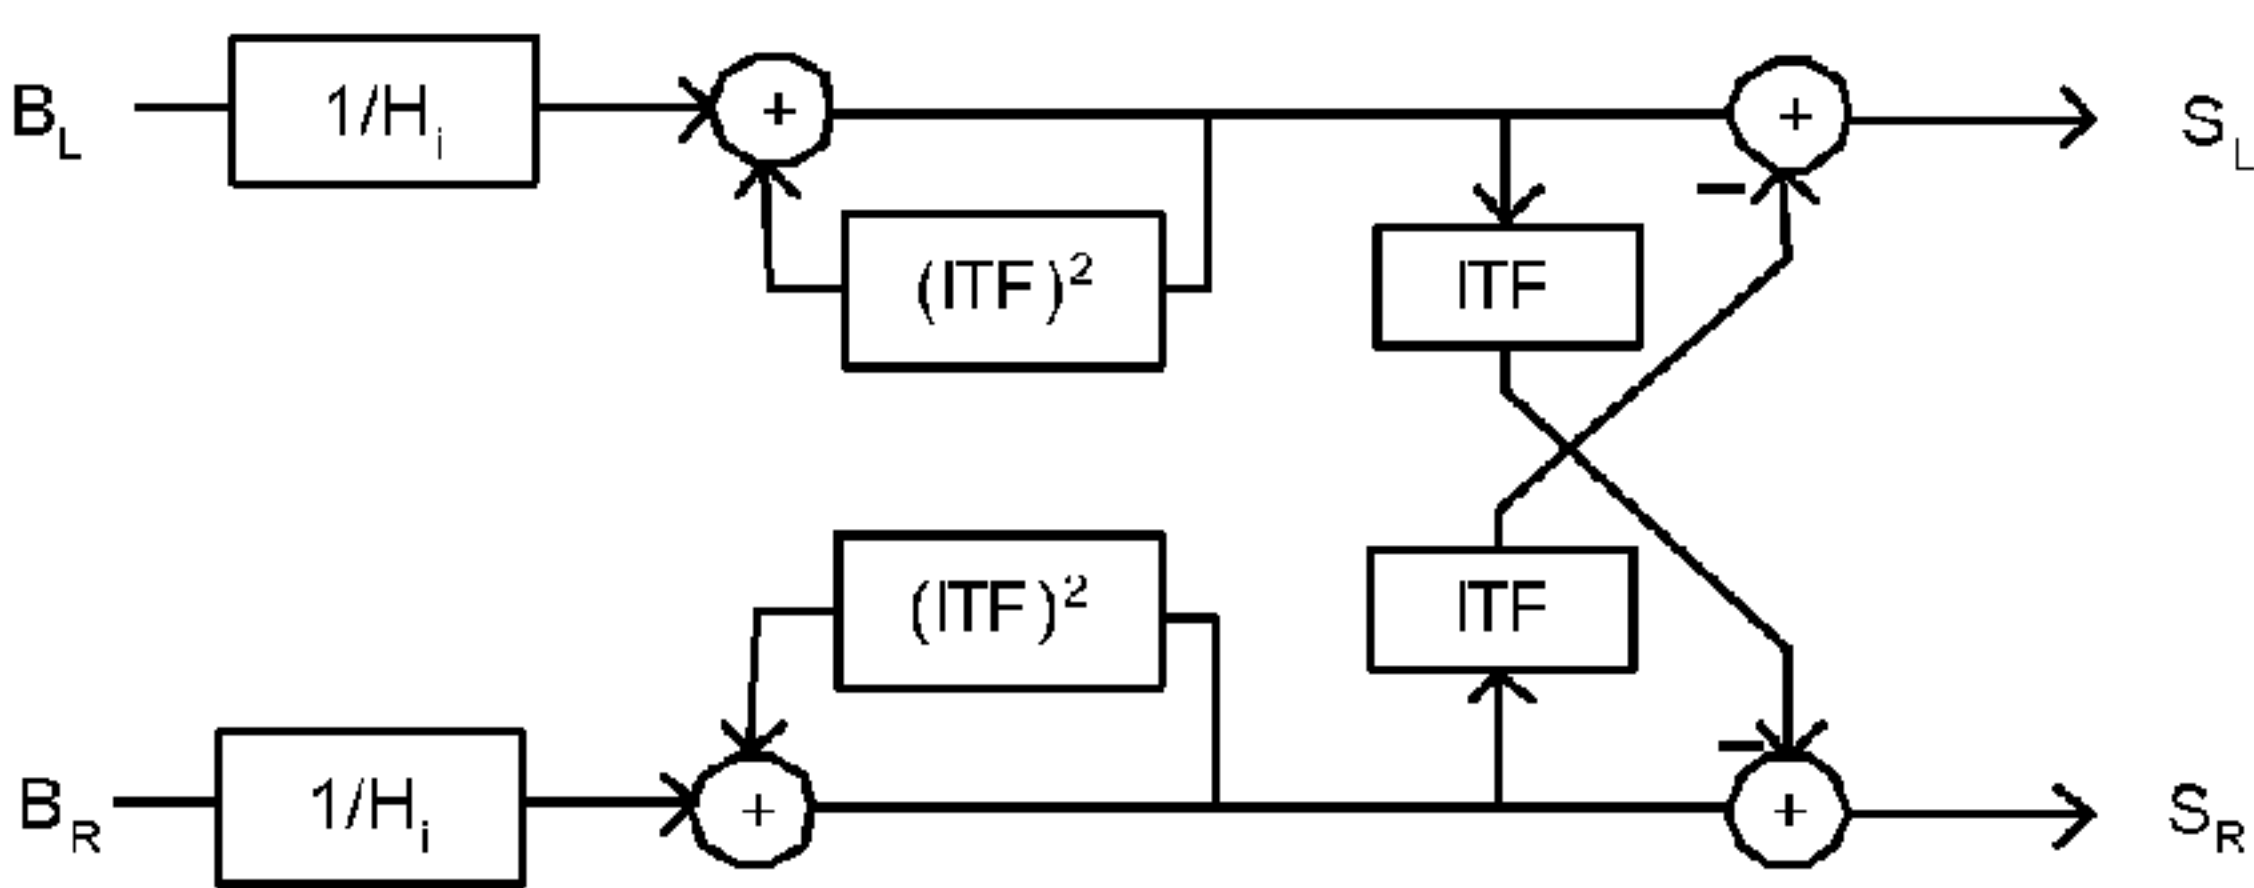 B_L
1/H_i
+
+
S_L
–
(ITF)²
ITF
(ITF)²
ITF
–
B_R
1/H_i
+
+
S_R